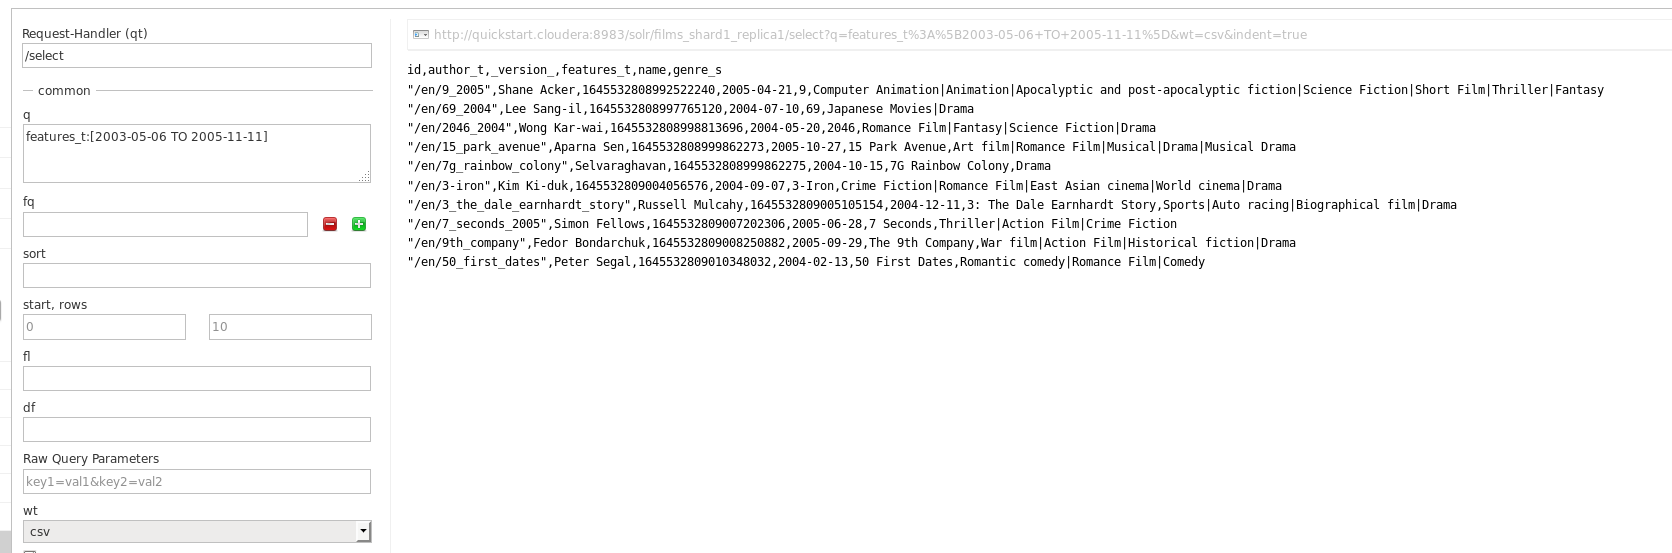 Request-Handler (qt)
/select
common
q
features_t:[2003-05-06 TO 2005-11-11]
fq
sort
start, rows
0 10
fl
df
Raw Query Parameters
key1=val1&key2=val2
wt
csv
http://quickstart.cloudera:8983/solr/films_shard1_replica1/select?q=features_t%3A%5B2003-05-06+TO+2005-11-11%5D&wt=csv&indent=true
id,author_t,_version_,features_t,name,genre_s
"/en/9_2005",Shane Acker,1645532808992522240,2005-04-21,9,Computer Animation|Animation|Apocalyptic and post-apocalyptic fiction|Science Fiction|Short Film|Thriller|Fantasy
"/en/69_2004",Lee Sang-il,1645532808997765120,2004-07-10,69,Japanese Movies|Drama
"/en/2046_2004",Wong Kar-wai,1645532808998813696,2004-05-20,2046,Romance Film|Fantasy|Science Fiction|Drama
"/en/15_park_avenue",Aparna Sen,1645532808999862273,2005-10-27,15 Park Avenue,Art film|Romance Film|Musical|Drama|Musical Drama
"/en/7g_rainbow_colony",Selvaraghavan,1645532808999862275,2004-10-15,7G Rainbow Colony,Drama
"/en/3-iron",Kim Ki-duk,1645532809004056576,2004-09-07,3-Iron,Crime Fiction|Romance Film|East Asian cinema|World cinema|Drama
"/en/3_the_dale_earnhardt_story",Russell Mulcahy,1645532809005105154,2004-12-11,3: The Dale Earnhardt Story,Sports|Auto racing|Biographical film|Drama
"/en/7_seconds_2005",Simon Fellows,1645532809007202306,2005-06-28,7 Seconds,Thriller|Action Film|Crime Fiction
"/en/9th_company",Fedor Bondarchuk,1645532809008250882,2005-09-29,The 9th Company,War film|Action Film|Historical fiction|Drama
"/en/50_first_dates",Peter Segal,1645532809010348032,2004-02-13,50 First Dates,Romantic comedy|Romance Film|Comedy